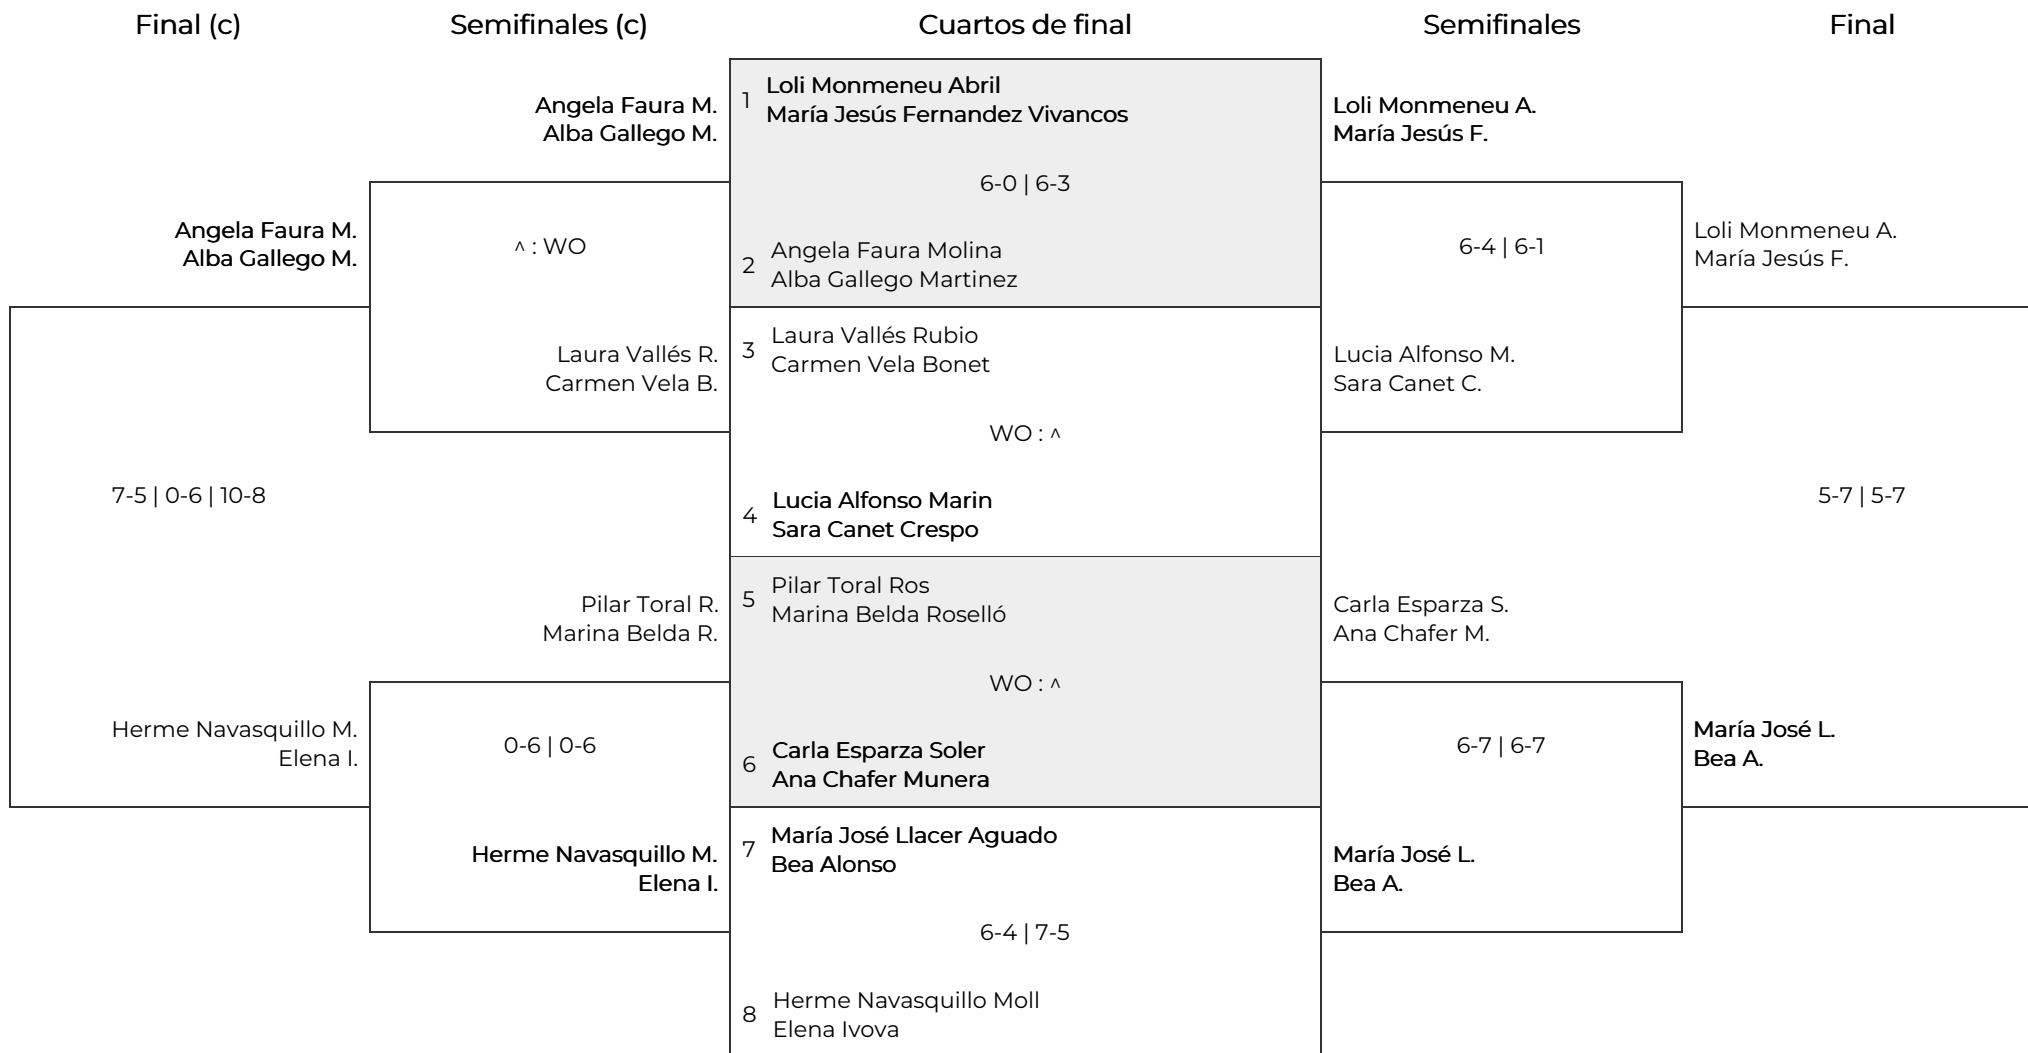 Final (c)
Semifinales (c)
Cuartos de final
Semifinales
Final
Angela Faura M.
Alba Gallego M.
^ : WO
Laura Vallés R.
Carmen Vela B.
Angela Faura M.
Alba Gallego M.
7-5 | 0-6 | 10-8
Herme Navasquillo M.
Elena I.
Pilar Toral R.
Marina Belda R.
0-6 | 0-6
Herme Navasquillo M.
Elena I.
1
Loli Monmeneu Abril
María Jesús Fernandez Vivancos
6-0 | 6-3
2
Angela Faura Molina
Alba Gallego Martinez
3
Laura Vallés Rubio
Carmen Vela Bonet
WO : ^
4
Lucia Alfonso Marin
Sara Canet Crespo
5
Pilar Toral Ros
Marina Belda Roselló
WO : ^
6
Carla Esparza Soler
Ana Chafer Munera
7
María José Llacer Aguado
Bea Alonso
6-4 | 7-5
8
Herme Navasquillo Moll
Elena Ivova
Loli Monmeneu A.
María Jesús F.
6-4 | 6-1
Lucia Alfonso M.
Sara Canet C.
Carla Esparza S.
Ana Chafer M.
6-7 | 6-7
María José L.
Bea A.
Loli Monmeneu A.
María Jesús F.
5-7 | 5-7
María José L.
Bea A.